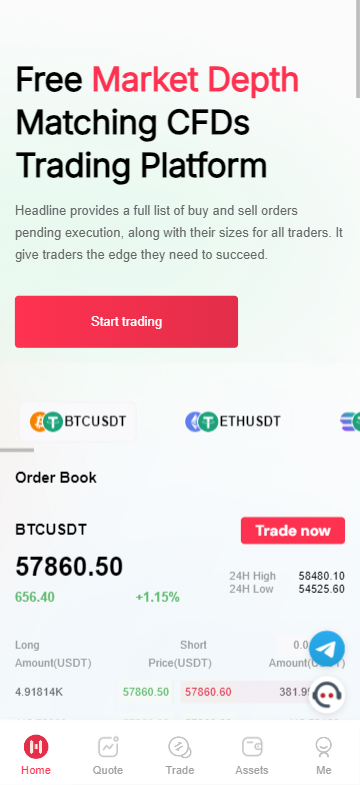 Free Market Depth
Matching CFDs
Trading Platform
Headline provides a full list of buy and sell orders
pending execution, along with their sizes for all traders. It
give traders the edge they need to succeed.
Start trading
BTCUSDT
ETHUSDT
Order Book
BTCUSDT
Trade now
57860.50
24H High 58480.10
24H Low 54525.60
656.40 +1.15%
Long Short 0.0
Amount(USDT) Price(USDT) Amount(USDT)
4.91814K 57860.50 57860.60 381.9
Home Quote Trade Assets Me